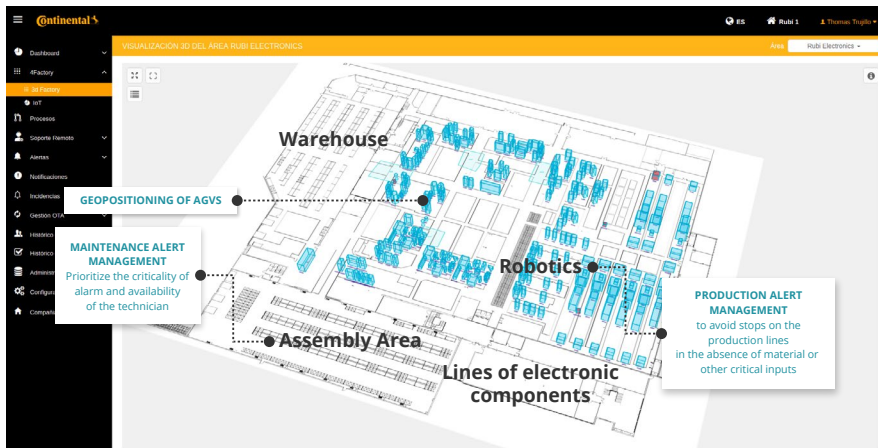 Continental
ES
Rubi 1
Thomas Trujillo
VISUALIZACIÓN 3D DEL ÁREA RUBI ELECTRONICS
Área
Rubi Electronics
Dashboard
4Factory
3d Factory
IoT
Procesos
Soporte Remoto
Alertas
Notificaciones
Incidencias
Gestión OTA
Histórico
Histórico
Warehouse
GEOPOSITIONING OF AGVS
MAINTENANCE ALERT
MANAGEMENT
Prioritize the criticality of
alarm and availability
of the technician
Robotics
PRODUCTION ALERT
MANAGEMENT
to avoid stops on the
production lines
in the absence of material or
other critical inputs
Assembly Area
Lines of electronic
components